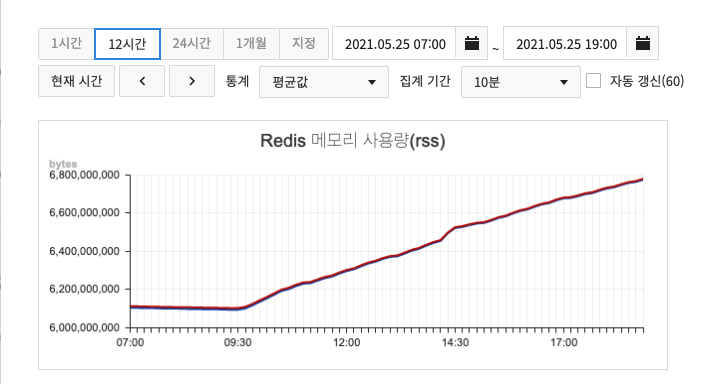 1시간 12시간 24시간 1개월 지정 2021.05.25 07:00 ~ 2021.05.25 19:00
현재 시간 < > 통계 평균값 집계 기간 10분 자동 갱신(60)
Redis 메모리 사용량(rss)
bytes
6,800,000,000
6,600,000,000
6,400,000,000
6,200,000,000
6,000,000,000
07:00 09:30 12:00 14:30 17:00